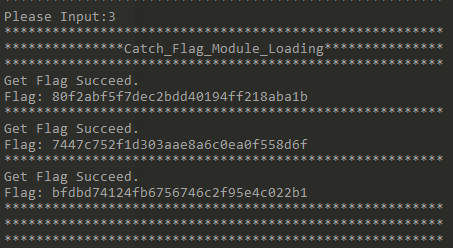 Please Input:3
*******************************************************
***************Catch_Flag_Module_Loading***************
*******************************************************
Get Flag Succeed.
Flag: 80f2abf5f7dec2bdd40194ff218aba1b
*******************************************************
Get Flag Succeed.
Flag: 7447c752f1d303aae8a6c0ea0f558d6f
*******************************************************
Get Flag Succeed.
Flag: bfdbd74124fb6756746c2f95e4c022b1
*******************************************************
*******************************************************
*******************************************************